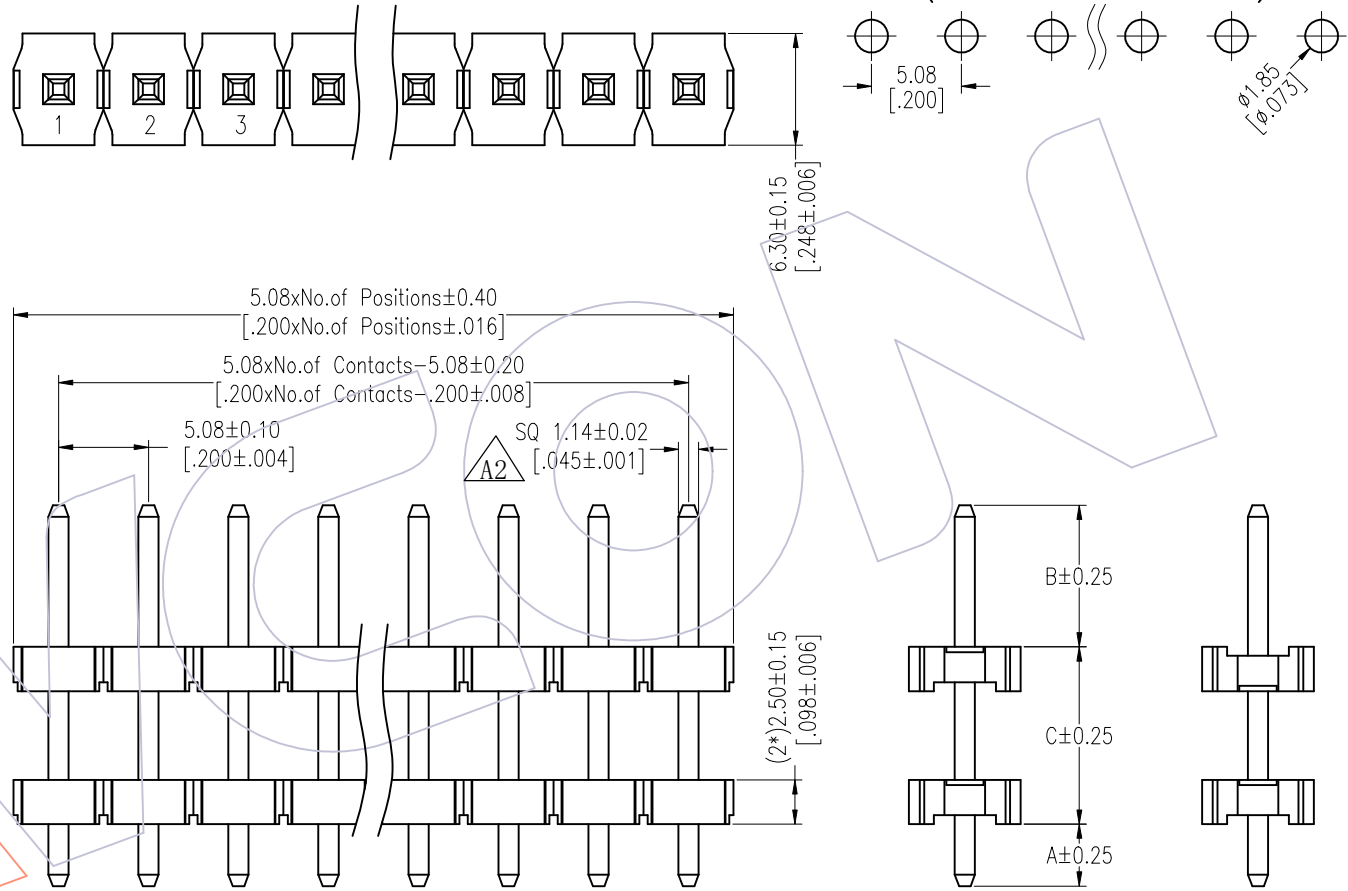 1
2
3
5.08
[.200]
ø1.85
[ø.073]
6.30±0.15
[.248±.006]
5.08xNo.of Positions±0.40
[.200xNo.of Positions±.016]
5.08xNo.of Contacts-5.08±0.20
[.200xNo.of Contacts-.200±.008]
5.08±0.10
[.200±.004]
A2
SQ 1.14±0.02
[.045±.001]
(2*)2.50±0.15
[.098±.006]
B±0.25
C±0.25
A±0.25